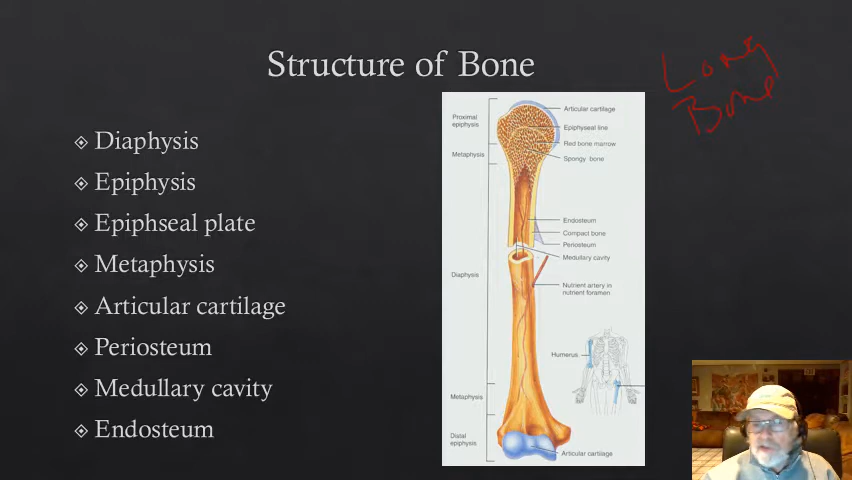 Structure of Bone
Long
Bone
Diaphysis
Epiphysis
Epiphseal plate
Metaphysis
Articular cartilage
Periosteum
Medullary cavity
Endosteum
Proximal
epiphysis
Metaphysis
Diaphysis
Metaphysis
Distal
epiphysis
Articular cartilage
Epiphyseal line
Red bone marrow
Spongy bone
Endosteum
Compact bone
Periosteum
Medullary cavity
Nutrient artery in
nutrient foramen
Humerus
Articular cartilage